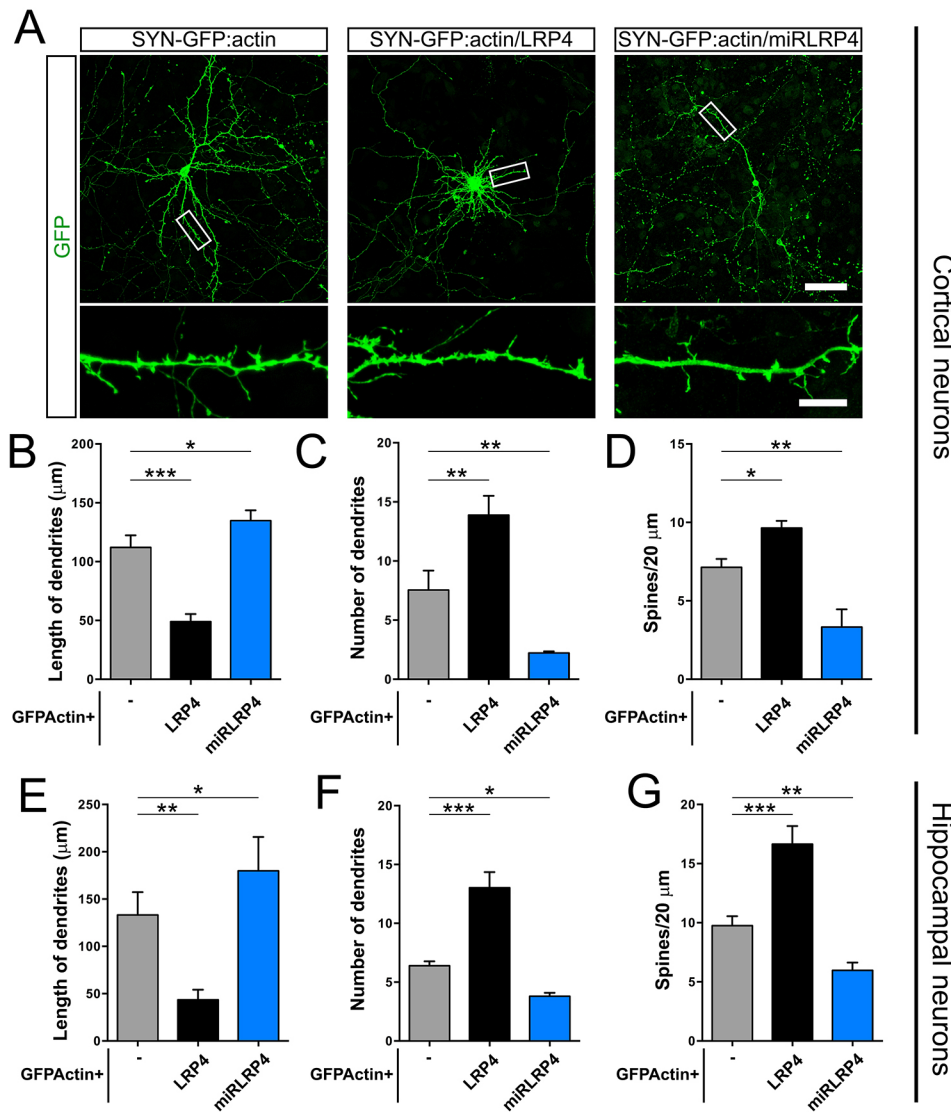 A
SYN-GFP:actin
SYN-GFP:actin/LRP4
SYN-GFP:actin/miRLRP4
GFP
Cortical neurons
B
Length of dendrites (μm)
200
150
100
50
0
*
***
GFPActin+
-
LRP4
miRLRP4
C
Number of dendrites
20
15
10
5
0
**
**
-
LRP4
miRLRP4
D
Spines/20 μm
15
10
5
0
**
*
GFPActin+
-
LRP4
miRLRP4
E
Length of dendrites (μm)
250
200
150
100
50
0
*
**
GFPActin+
-
LRP4
miRLRP4
F
Number of dendrites
20
15
10
5
0
*
***
-
LRP4
miRLRP4
G
Spines/20 μm
20
15
10
5
0
**
***
GFPActin+
-
LRP4
miRLRP4
Hippocampal neurons